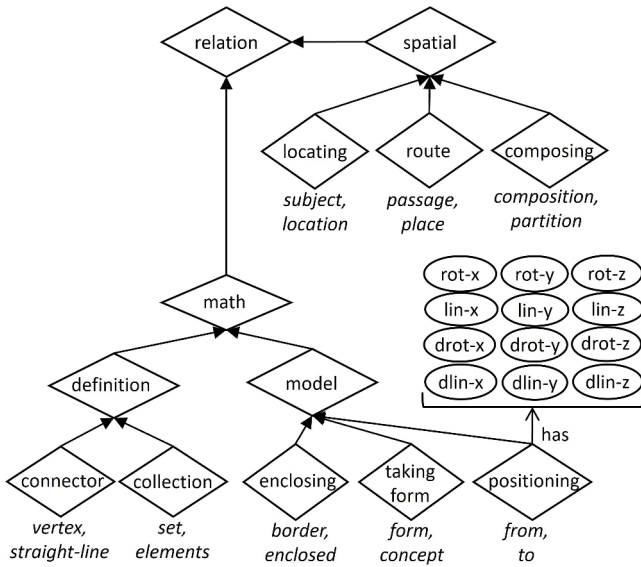 relation
spatial
locating
route
composing
subject,
location
passage,
place
composition,
partition
rot-x
rot-y
rot-z
lin-x
lin-y
lin-z
drot-x
drot-y
drot-z
dlin-x
dlin-y
dlin-z
math
definition
model
has
connector
collection
enclosing
taking
form
positioning
vertex,
straight-line
set,
elements
border,
enclosed
form,
concept
from,
to